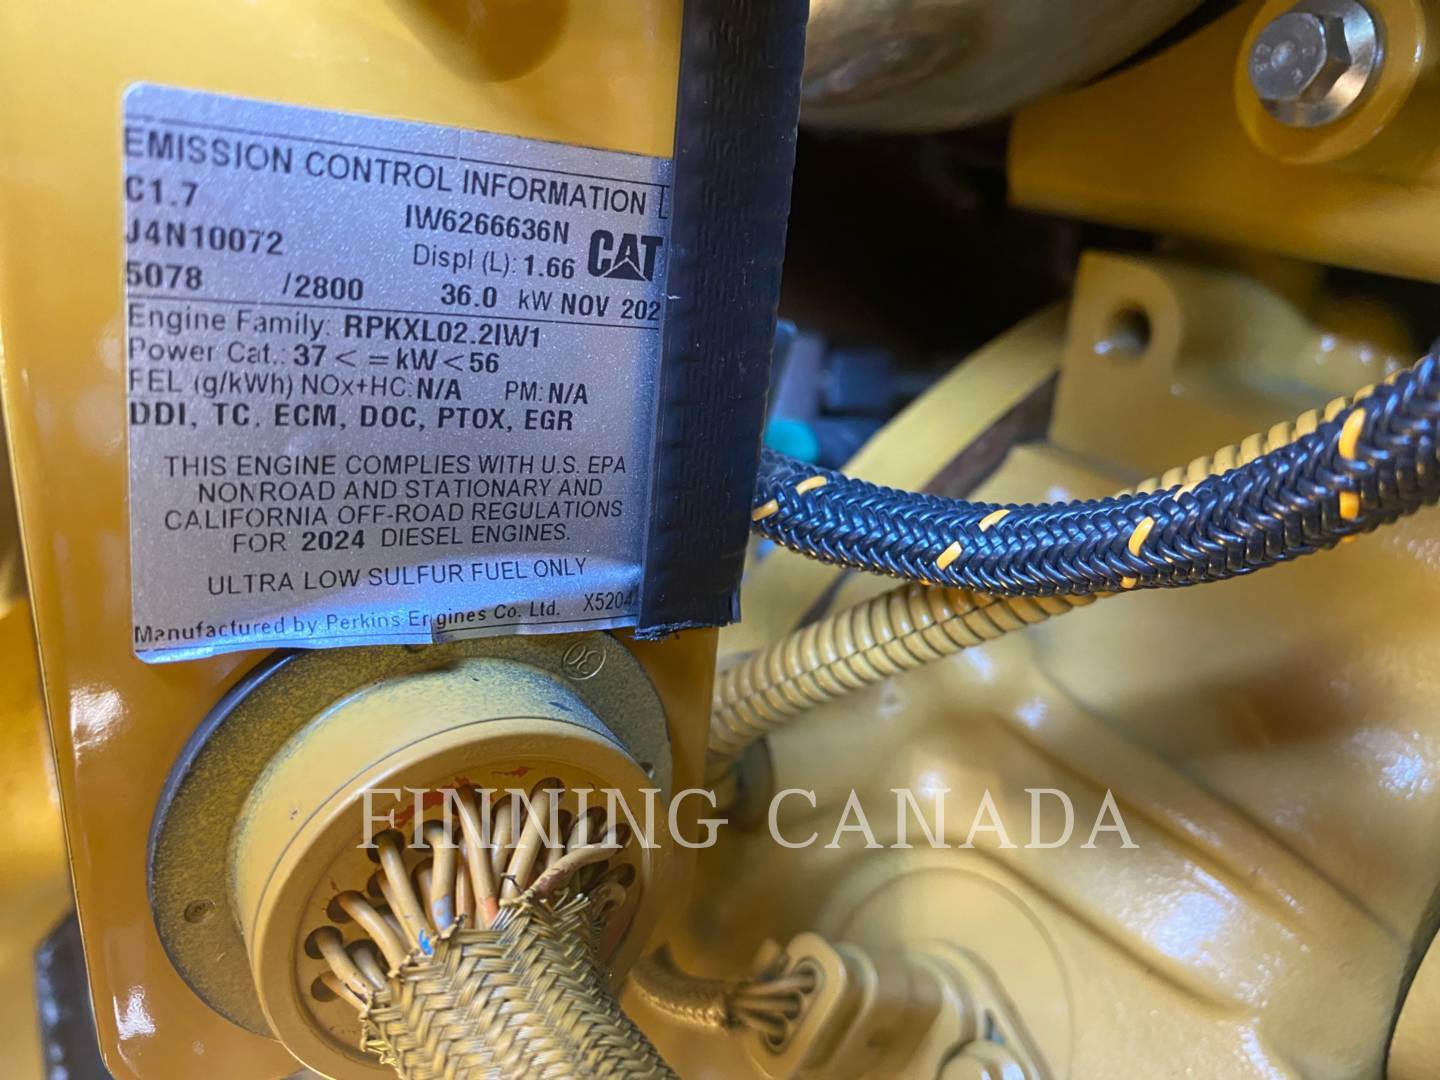 EMISSION CONTROL INFORMATION
C1.7 IW6266636N
J4N10072 Displ (L): 1.66 CAT
5078 /2800 36.0 kW NOV 202
Engine Family: RPKXL02.2IW1
Power Cat.: 37 < = kW < 56
FEL (g/kWh) NOx+HC: N/A PM: N/A
DDI, TC. ECM, DOC, PTOX, EGR
THIS ENGINE COMPLIES WITH U.S. EPA
NONROAD AND STATIONARY AND
CALIFORNIA OFF-ROAD REGULATIONS
FOR 2024 DIESEL ENGINES.
ULTRA LOW SULFUR FUEL ONLY
Manufactured by Perkins Engines Co. Ltd. X5204
30
FINNING CANADA